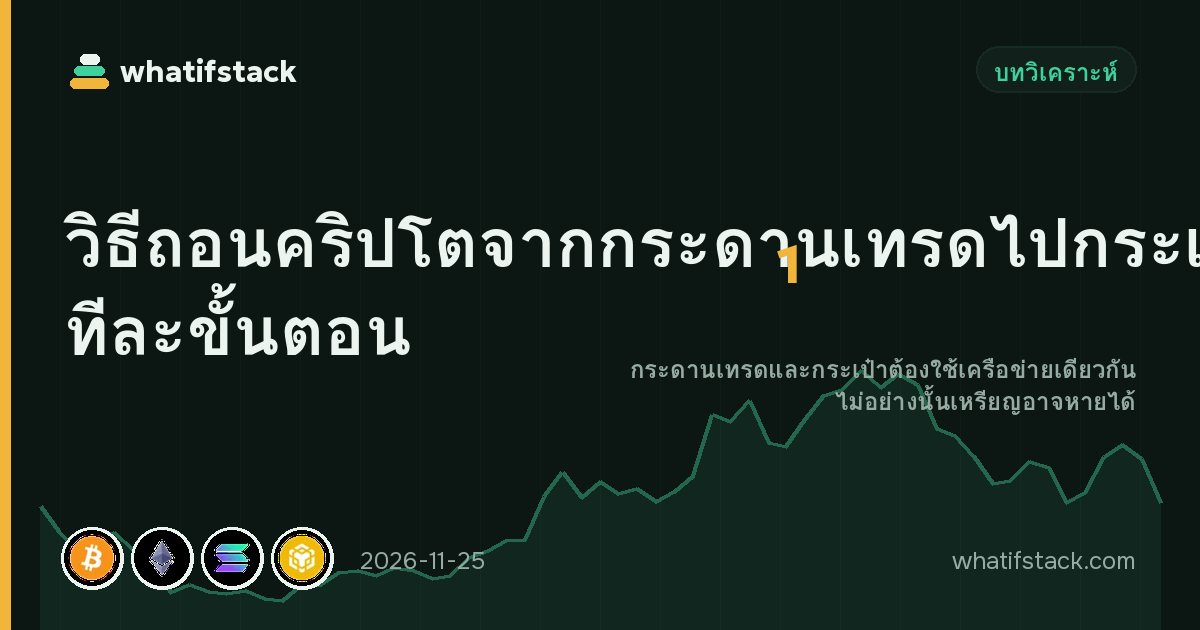 whatifstack
บทวิเคราะห์
วิธีถอนคริปโตจากกระดานเทรดไปกระเ
1
ทีละขั้นตอน
กระดานเทรดและกระเป๋าต้องใช้เครือข่ายเดียวกัน
ไม่อย่างนั้นเหรียญอาจหายได้
2026-11-25
whatifstack.com